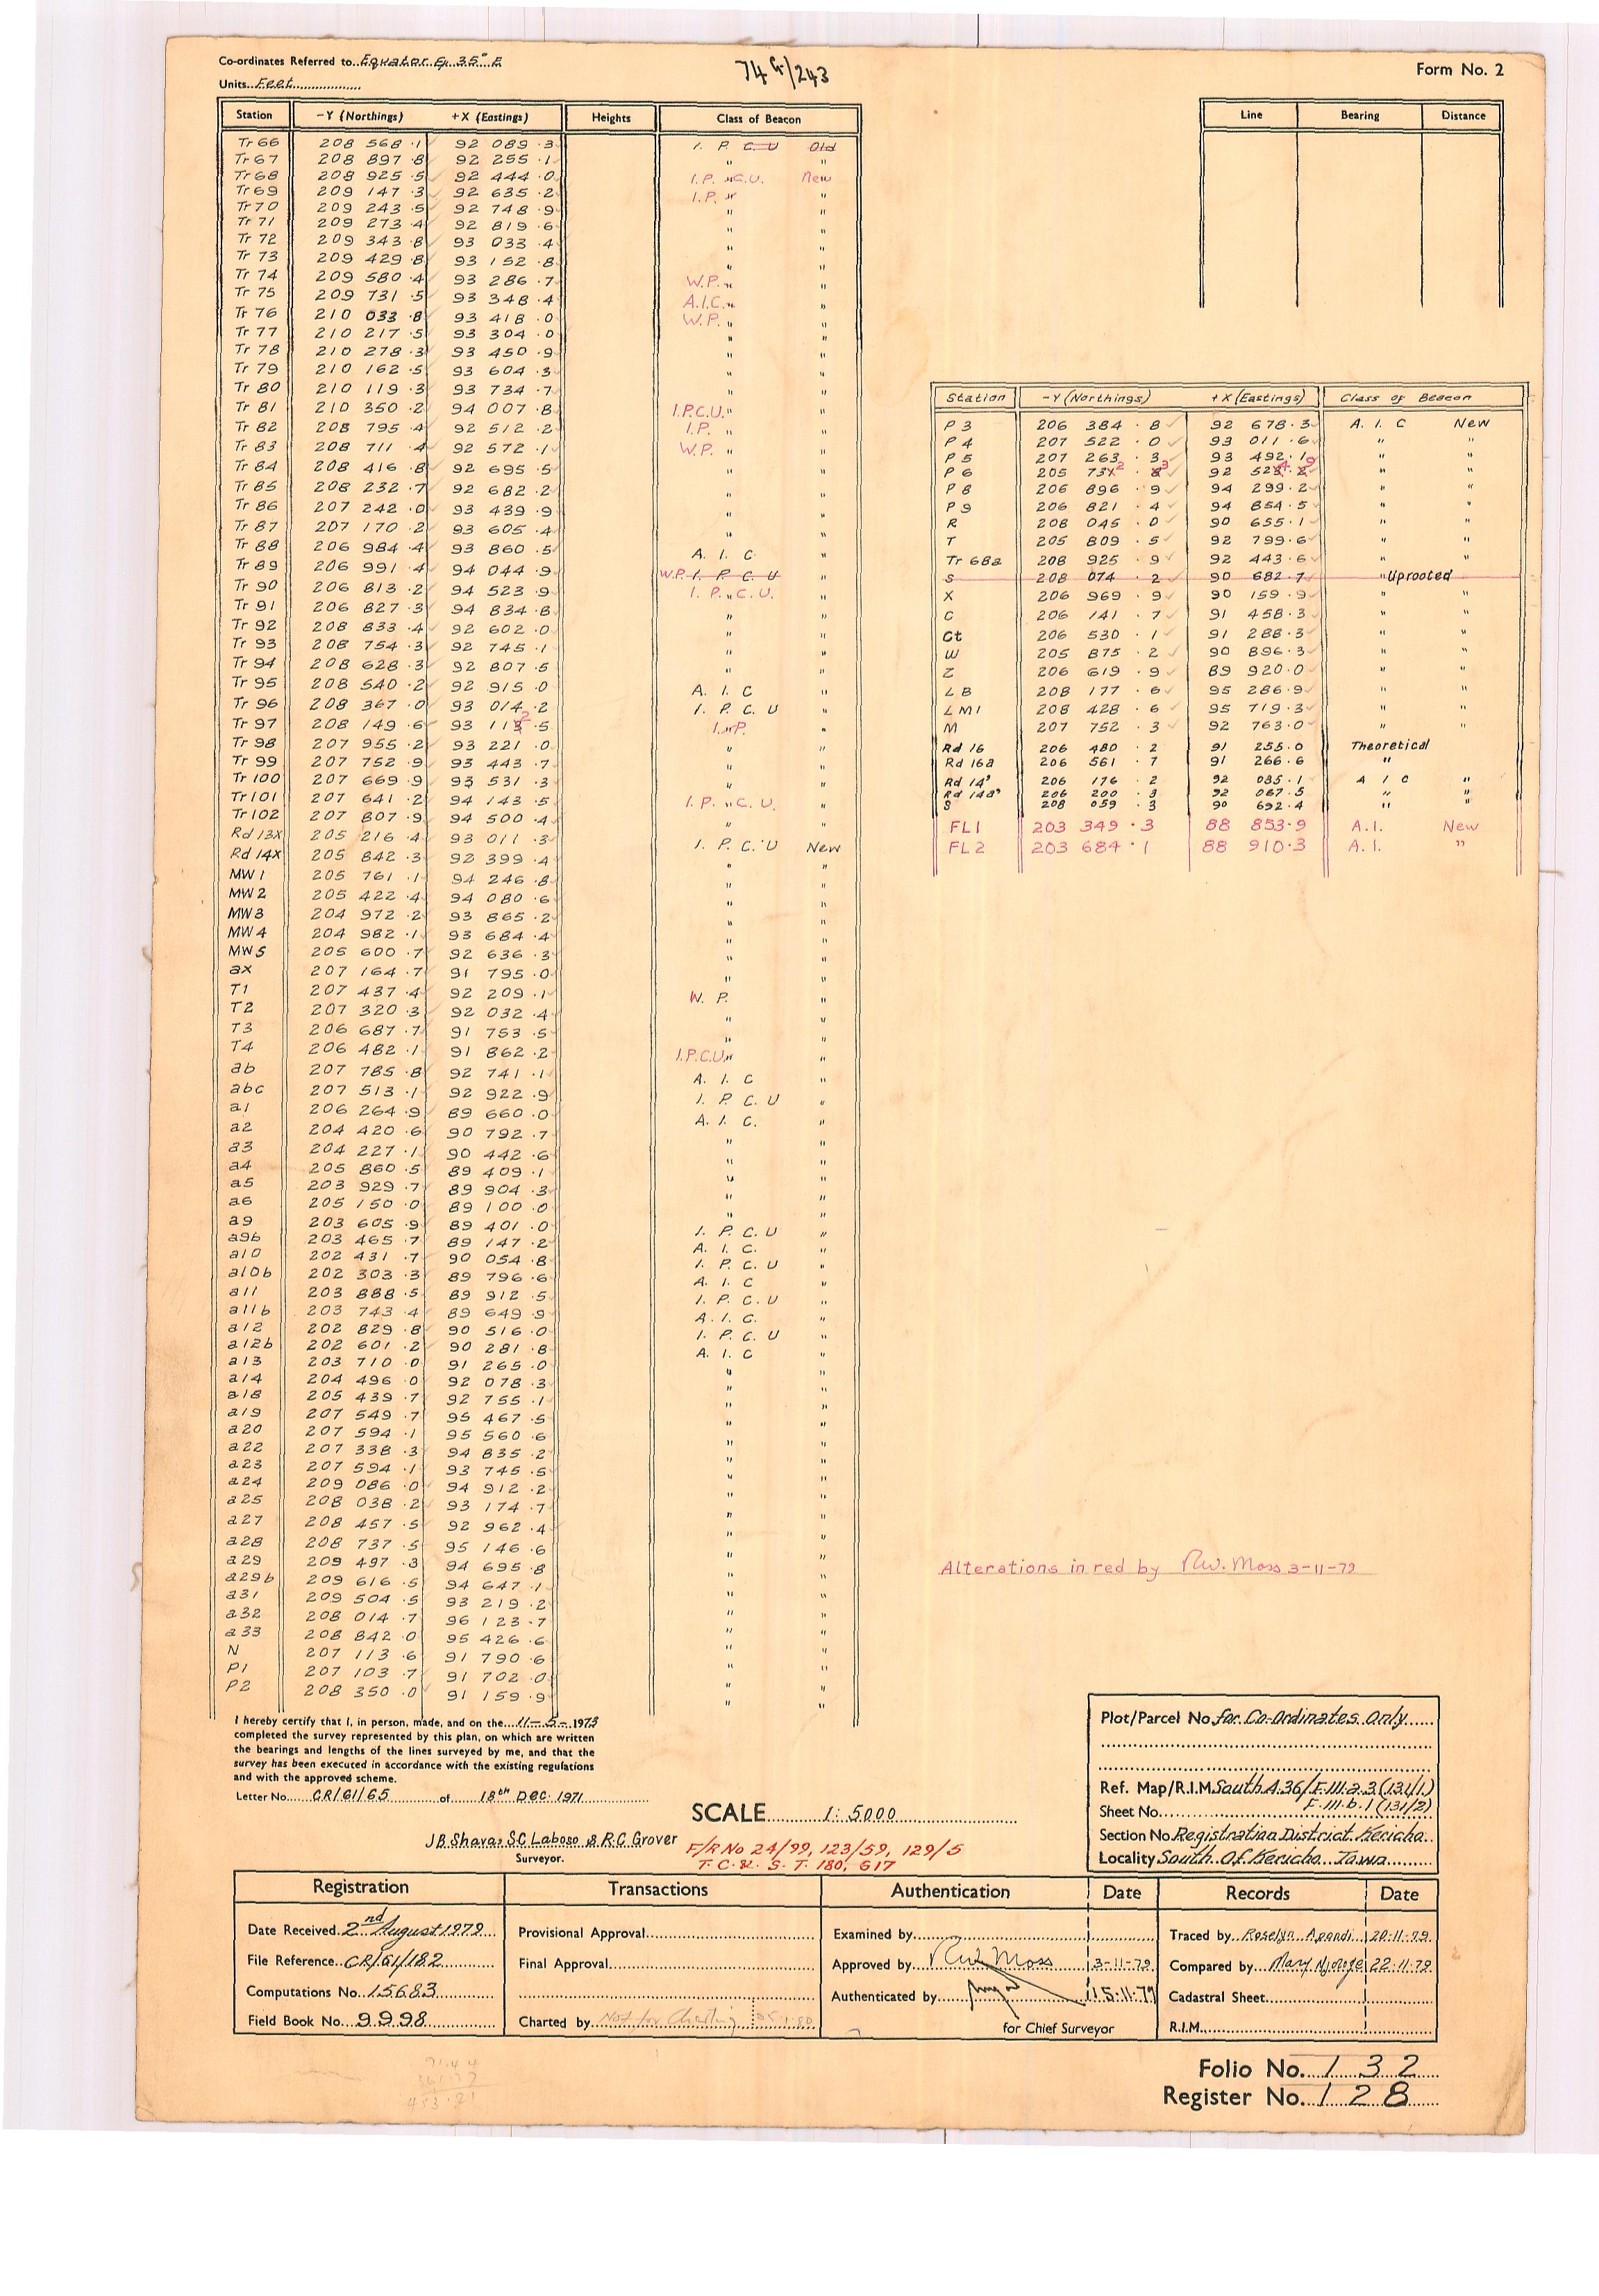 Co-ordinates Referred to Equator & 35° E
Units Feet
74 G/243
Form No. 2
Station -Y (Northings) +X (Eastings) Heights Class of Beacon
Tr 66 208 568 .1 92 089 .3 I. P. C U Old
Tr 67 208 897 .8 92 255 .1 " "
Tr 68 208 925 .5 92 444 .0 I.P. "C.U. New
Tr 69 209 147 .3 92 635 .2 I.P. " "
Tr 70 209 243 .5 92 748 .9 " "
Tr 71 209 273 .4 92 819 .6 " "
Tr 72 209 343 .8 93 033 .4 " "
Tr 73 209 429 .8 93 152 .8 " "
Tr 74 209 580 .4 93 286 .7 W.P. " "
Tr 75 209 731 .5 93 348 .4 A.I.C. " "
Tr 76 210 033 .8 93 418 .0 W.P. " "
Tr 77 210 217 .5 93 304 .0 " "
Tr 78 210 278 .3 93 450 .9 " "
Tr 79 210 162 .5 93 604 .3 " "
Tr 80 210 119 .3 93 734 .7 " "
Tr 81 210 350 .2 94 007 .8 I.P.C.U. " "
Tr 82 208 795 .4 92 512 .2 I.P. " "
Tr 83 208 711 .4 92 572 .1 W.P. " "
Tr 84 208 416 .8 92 695 .5 " "
Tr 85 208 232 .7 92 682 .2 " "
Tr 86 207 242 .0 93 439 .9 " "
Tr 87 207 170 .2 93 605 .4 " "
Tr 88 206 984 .4 93 860 .5 A. I. C "
Tr 89 206 991 .4 94 044 .9 W.P. I. P C U "
Tr 90 206 813 .2 94 523 .9 I. P. " C. U. "
Tr 91 206 827 .3 94 834 .8 " "
Tr 92 208 833 .4 92 602 .0 " "
Tr 93 208 754 .3 92 745 .1 " "
Tr 94 208 628 .3 92 807 .5 " "
Tr 95 208 540 .2 92 915 .0 A. I. C "
Tr 96 208 367 .0 93 014 .2 I. P. C. U "
Tr 97 208 149 .6 93 113 2 .5 I. " P. "
Tr 98 207 955 .2 93 221 .0 " "
Tr 99 207 752 .9 93 443 .7 " "
Tr 100 207 669 .9 93 531 .3 " "
Tr 101 207 641 .2 94 143 .5 I. P. " C. U. "
Tr 102 207 807 .9 94 500 .4 " "
Rd 13X 205 216 .4 93 011 .3 I. P. C. U New
Rd 14X 205 842 .3 92 399 .4 " "
MW 1 205 761 .1 94 246 .8 " "
MW 2 205 422 .4 94 080 .6 " "
MW 3 204 972 .2 93 865 .2 " "
MW 4 204 982 .1 93 684 .4 " "
MW 5 205 600 .7 92 636 .3 " "
ax 207 164 .7 91 795 .0 " "
T1 207 437 .4 92 209 .1 W. P. "
T2 207 320 .3 92 032 .4 " "
T3 206 687 .7 91 753 .5 " "
T4 206 482 .1 91 862 .2 I.P.C.U. " "
ab 207 785 .8 92 741 .1 A. I. C "
abc 207 513 .1 92 922 .9 I. P. C. U "
a1 206 264 .9 89 660 .0 A. I. C. "
a2 204 420 .6 90 792 .7 " "
a3 204 227 .1 90 442 .6 " "
a4 205 860 .5 89 409 .1 " "
a5 203 929 .7 89 904 .3 " "
a6 205 150 .0 89 100 .0 " "
a9 203 605 .9 89 401 .0 I. P. C. U "
a9b 203 465 .7 89 147 .2 A. I. C. "
a10 202 431 .7 90 054 .8 I. P. C. U "
a10b 202 303 .3 89 796 .6 A. I. C "
a11 203 888 .5 89 912 .5 I. P. C. U "
a11b 203 743 .4 89 649 .9 A. I. C. "
a12 202 829 .8 90 516 .0 I. P. C. U "
a12b 202 601 .2 90 281 .8 A. I. C "
a13 203 710 .0 91 265 .0 " "
a14 204 496 .0 92 078 .3 " "
a18 205 439 .7 92 755 .1 " "
a19 207 549 .7 95 467 .5 " "
a20 207 594 .1 95 560 .6 " "
a22 207 338 .3 94 835 .2 " "
a23 207 594 .1 93 745 .5 " "
a24 209 086 .0 94 912 .2 " "
a25 208 038 .2 93 174 .7 " "
a27 208 457 .5 92 962 .4 " "
a28 208 737 .5 95 146 .6 " "
a29 209 497 .3 94 695 .8 " "
a29b 209 616 .5 94 647 .1 " "
a31 209 504 .5 93 219 .2 " "
a32 208 014 .7 96 123 .7 " "
a33 208 842 .0 95 426 .6 " "
N 207 113 .6 91 790 .6 " "
P1 207 103 .7 91 702 .0 " "
P2 208 350 .0 91 159 .9 " "
Line Bearing Distance
Station -Y (Northings) +X (Eastings) Class of Beacon
P 3 206 384 . 8 92 678 . 3 A. I. C New
P 4 207 522 . 0 93 011 . 6 " "
P 5 207 263 . 3 93 492 . 1 " "
P 6 205 73 2 . 3 92 52 4 . 9 " "
P 8 206 896 . 9 94 299 . 2 " "
P 9 206 821 . 4 94 854 . 5 " "
R 208 045 . 0 90 655 . 1 " "
T 205 809 . 5 92 799 . 6 " "
Tr 68a 208 925 . 9 92 443 . 6 " "
S 208 074 . 2 90 682 . 7 " Uprooted
X 206 969 . 9 90 159 . 9 " "
C 206 141 . 7 91 458 . 3 " "
Ct 206 530 . 1 91 288 . 3 " "
W 205 875 . 2 90 896 . 3 " "
Z 206 619 . 9 89 920 . 0 " "
L B 208 177 . 6 95 286 . 9 " "
L M1 208 428 . 6 95 719 . 3 " "
M 207 752 . 3 92 763 . 0 " "
Rd 16 206 480 . 2 91 255 . 0 Theoretical
Rd 16a 206 561 . 7 91 266 . 6 "
Rd 14' 206 176 . 2 92 085 . 1 A I C "
Rd 14a' 206 200 . 3 92 067 . 5 " "
S' 208 059 . 3 90 692 . 4 " "
FL1 203 349 . 3 88 853 . 9 A. I. New
FL2 203 684 . 1 88 910 . 3 A. I. "
Alterations in red by R.W. Moss 3-11-79
I hereby certify that I, in person, made, and on the 11-5-1973
completed the survey represented by this plan, on which are written
the bearings and lengths of the lines surveyed by me, and that the
survey has been executed in accordance with the existing regulations
and with the approved scheme.
Letter No. CR/61/65 of 18th DEC. 1971
J.B. Shava, S.C. Laboso & R.C. Grover
Surveyor.
SCALE 1:5000
F/R No 24/99, 123/59, 129/5
T. C. &. S. T. 180, 617
Plot/Parcel No. for Co-Ordinates Only
Ref. Map/R.I.M. South A.36/F.III.a.3 (131/1)
Sheet No. F.III.b.1 (131/2)
Section No. Registration District Kericho
Locality South Of Kericho Town
Registration Transactions Authentication Date Records Date
Date Received 2nd August 1979
File Reference CR/61/182
Computations No. 15683
Field Book No. 9998
Provisional Approval
Final Approval
Charted by Not for Charting
Examined by
Approved by R.W. Moss 3-11-79
Authenticated by 15.11.79
for Chief Surveyor
Traced by Roselyn Apondi 20-11-79
Compared by Mary Njoroge 22.11.79
Cadastral Sheet
R.I.M.
Folio No. 132
Register No. 128